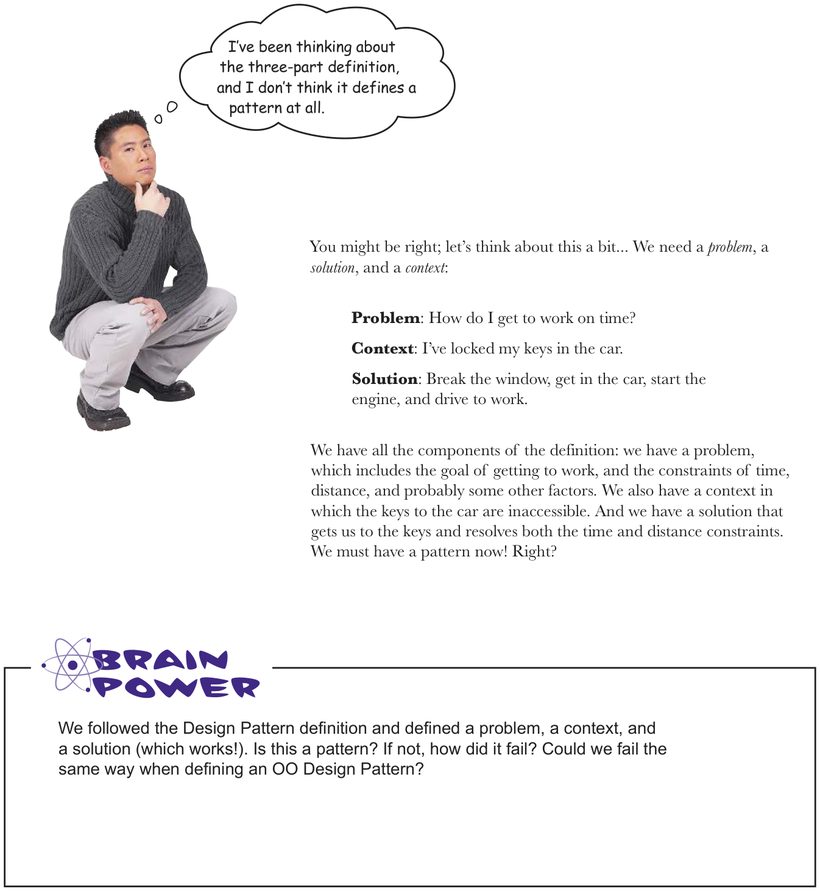 I've been thinking about
the three-part definition,
and I don't think it defines a
pattern at all.
You might be right; let's think about this a bit... We need a problem, a
solution, and a context:
Problem: How do I get to work on time?
Context: I've locked my keys in the car.
Solution: Break the window, get in the car, start the
engine, and drive to work.
We have all the components of the definition: we have a problem,
which includes the goal of getting to work, and the constraints of time,
distance, and probably some other factors. We also have a context in
which the keys to the car are inaccessible. And we have a solution that
gets us to the keys and resolves both the time and distance constraints.
We must have a pattern now! Right?
BRAIN
POWER
We followed the Design Pattern definition and defined a problem, a context, and
a solution (which works!). Is this a pattern? If not, how did it fail? Could we fail the
same way when defining an OO Design Pattern?